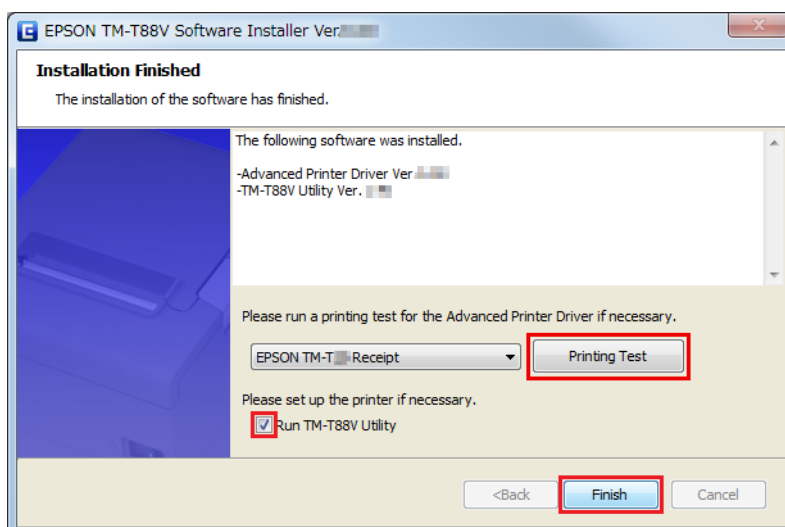 EPSON TM-T88V Software Installer Ver.
Installation Finished
The installation of the software has finished.
The following software was installed.
-Advanced Printer Driver Ver
-TM-T88V Utility Ver.
Please run a printing test for the Advanced Printer Driver if necessary.
EPSON TM-T Receipt
Printing Test
Please set up the printer if necessary.
Run TM-T88V Utility
<Back
Finish
Cancel